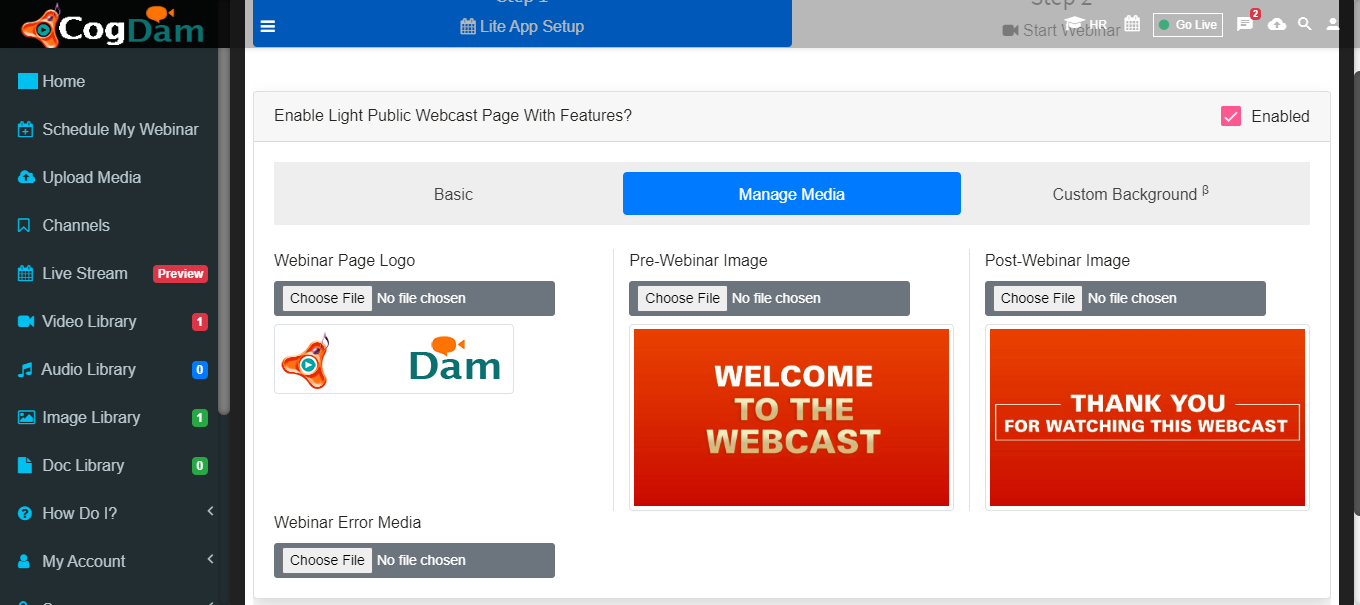 CogDam
Step 1
Lite App Setup
Step 2
Start Webinar
HR
Go Live
2
Home
Schedule My Webinar
Upload Media
Channels
Live Stream Preview
Video Library 1
Audio Library 0
Image Library 1
Doc Library 0
How Do I?
My Account
Enable Light Public Webcast Page With Features?
Enabled
Basic
Manage Media
Custom Background β
Webinar Page Logo
Choose File No file chosen
Dam
Pre-Webinar Image
Choose File No file chosen
WELCOME
TO THE
WEBCAST
Post-Webinar Image
Choose File No file chosen
THANK YOU
FOR WATCHING THIS WEBCAST
Webinar Error Media
Choose File No file chosen